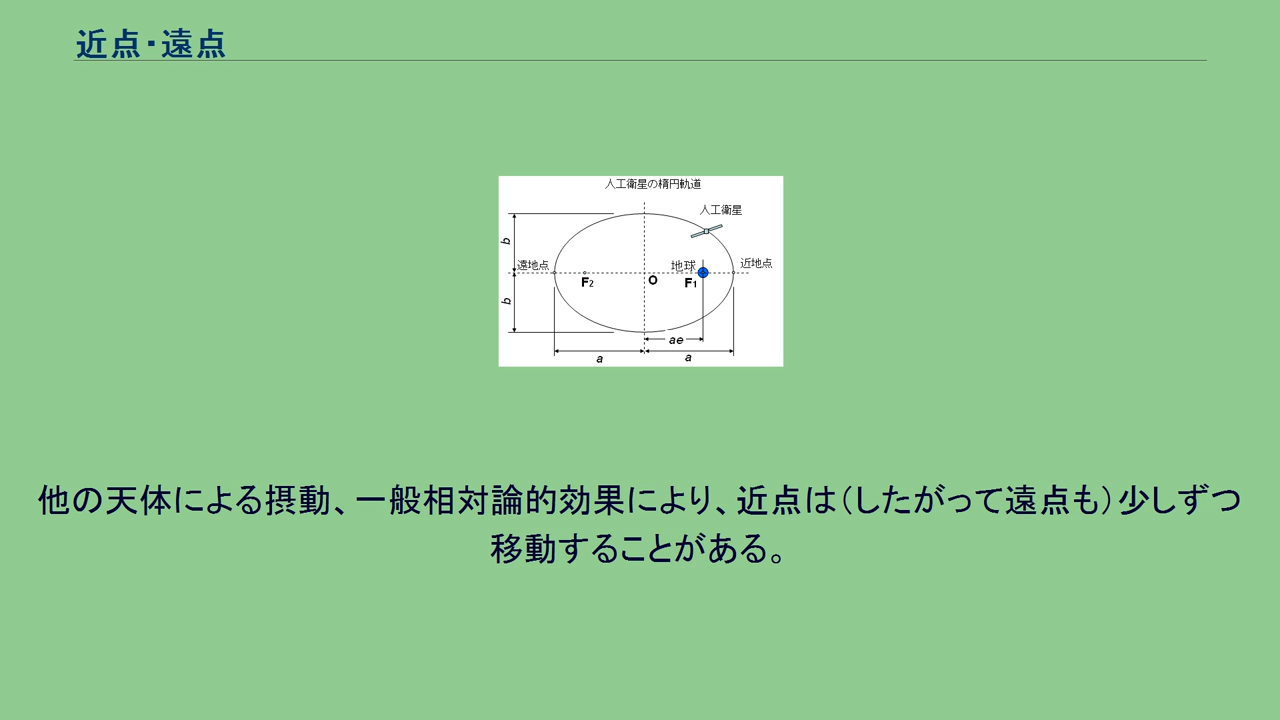 近点・遠点
人工衛星の楕円軌道
人工衛星
b
遠地点
地球
近地点
F2
O
F1
b
ae
a
a
他の天体による摂動、一般相対論的効果により、近点は（したがって遠点も）少しずつ
移動することがある。